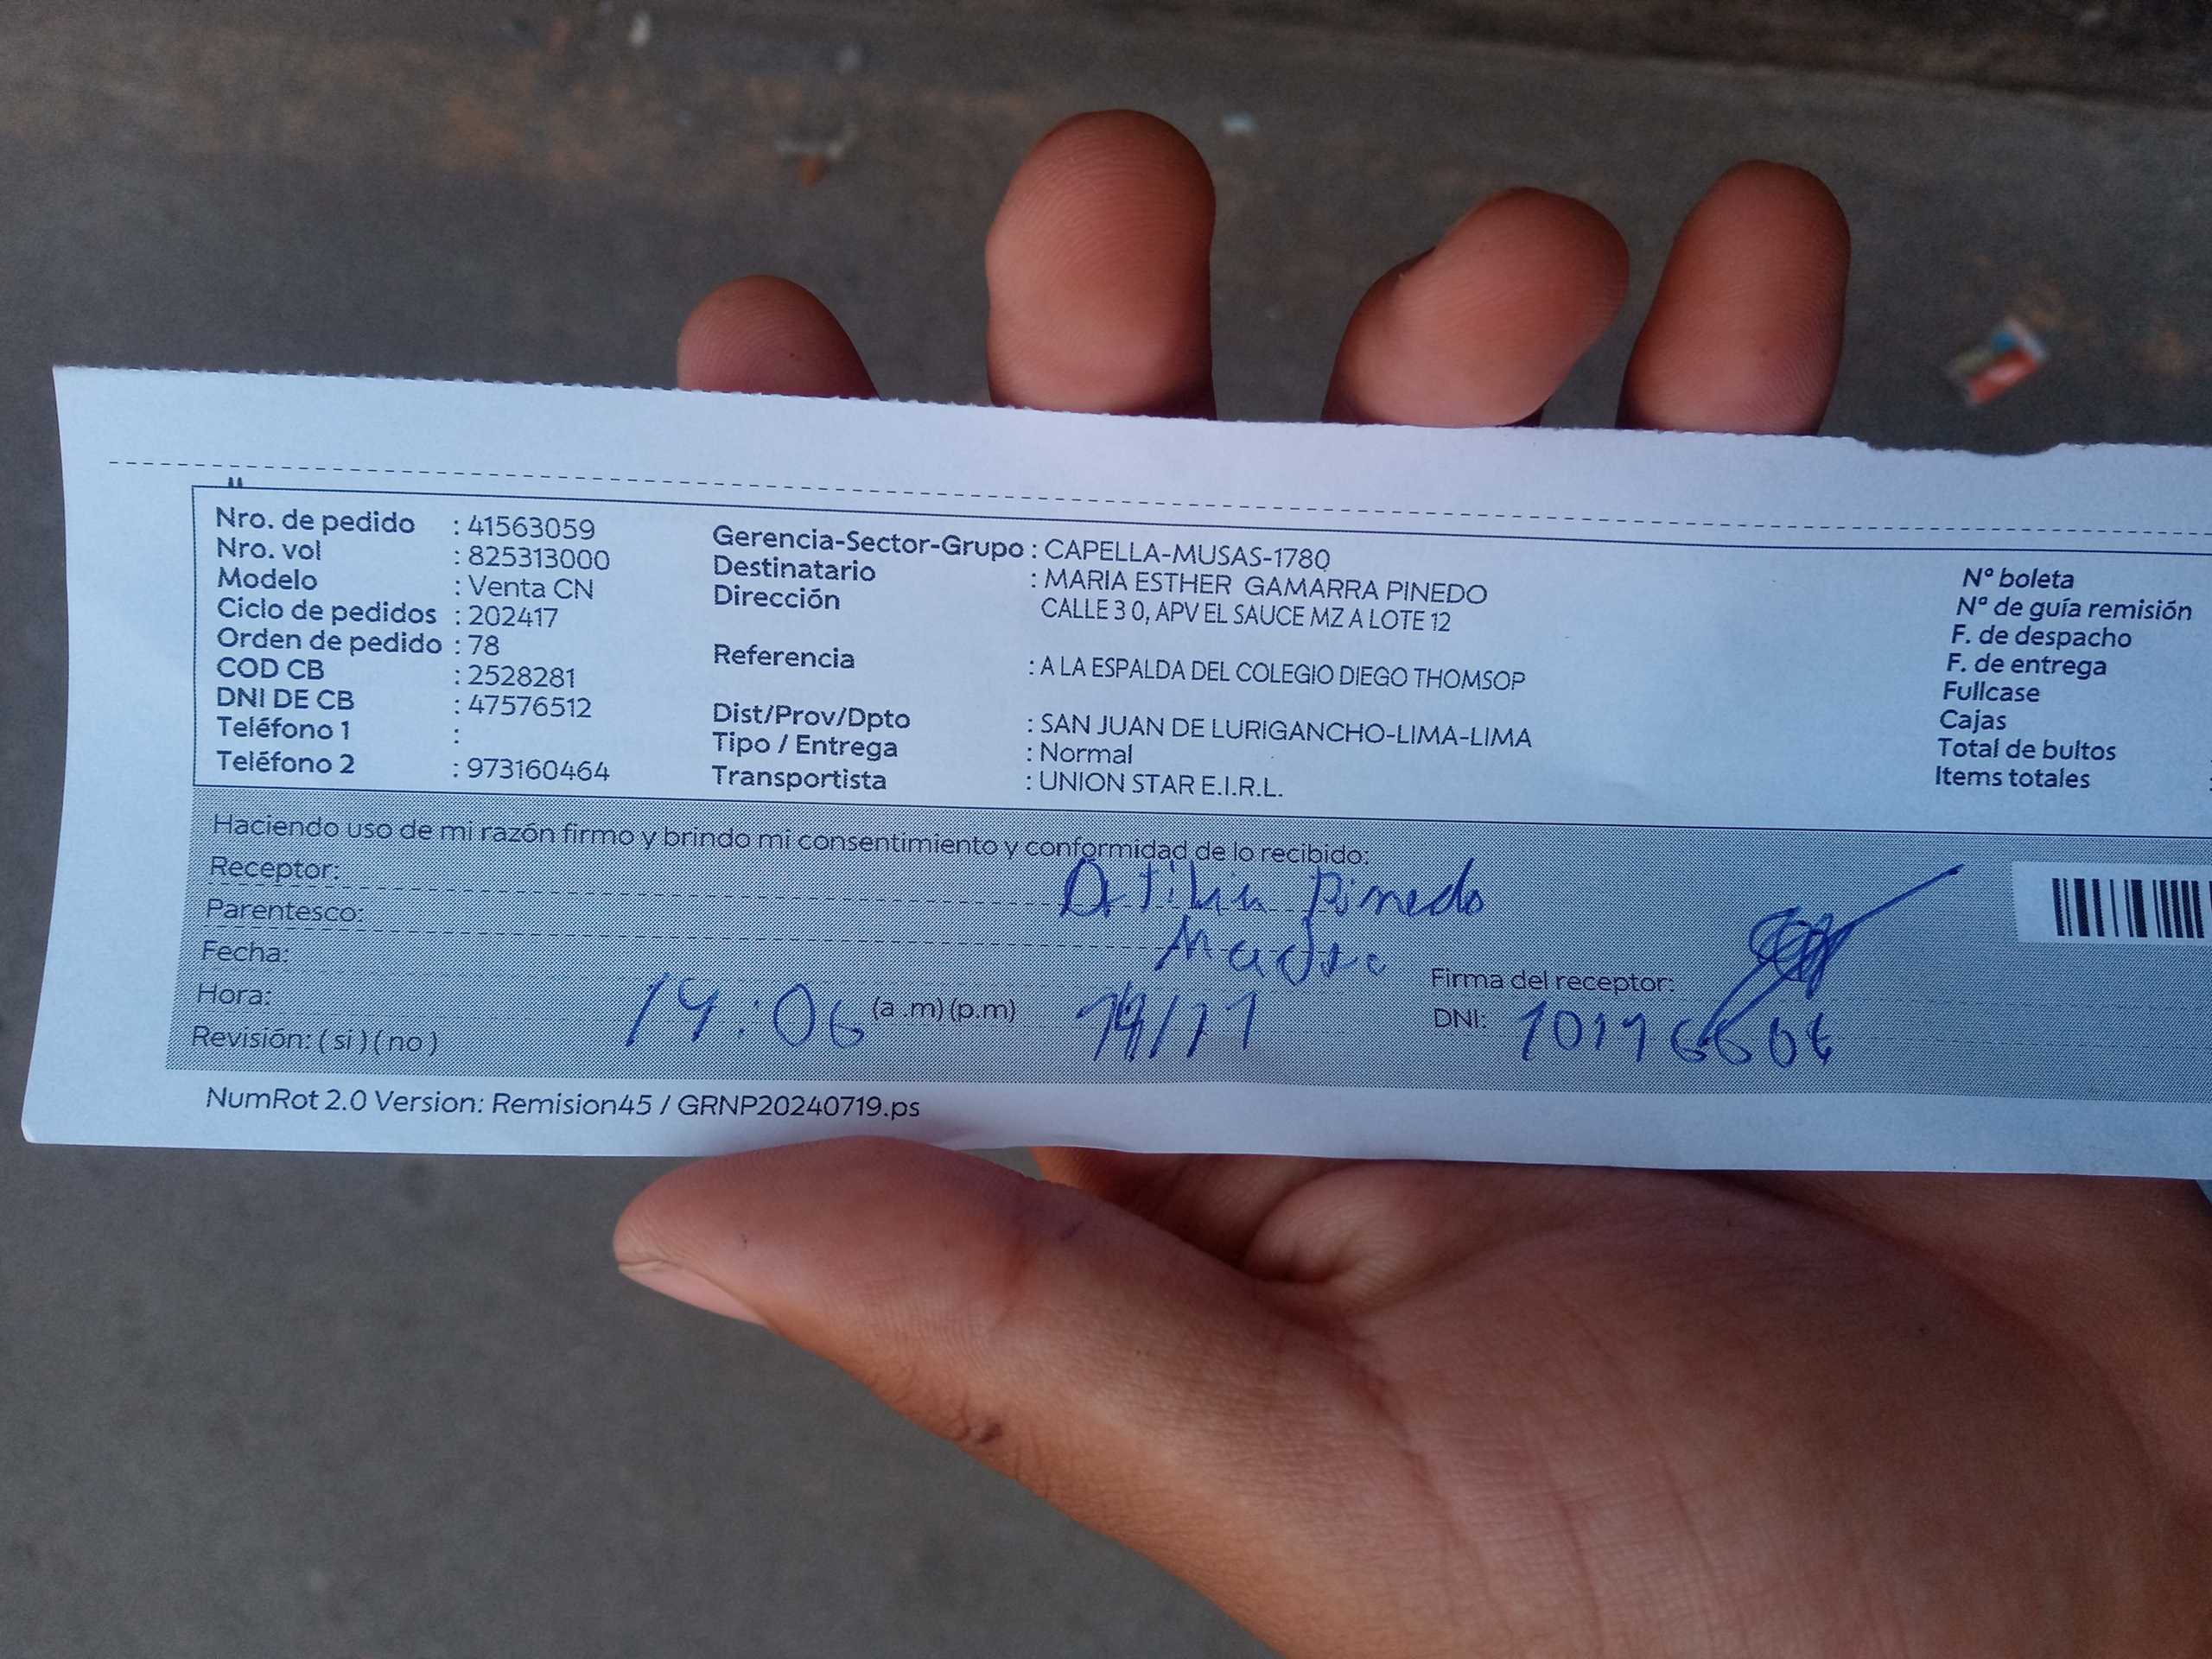 Nro. de pedido : 41563059
Nro. vol : 825313000
Modelo : Venta CN
Ciclo de pedidos : 202417
Orden de pedido : 78
COD CB : 2528281
DNI DE CB : 47576512
Teléfono 1 :
Teléfono 2 : 973160464
Gerencia-Sector-Grupo : CAPELLA-MUSAS-1780
Destinatario : MARIA ESTHER GAMARRA PINEDO
Dirección CALLE 3 0, APV EL SAUCE MZ A LOTE 12
Referencia : A LA ESPALDA DEL COLEGIO DIEGO THOMSOP
Dist/Prov/Dpto : SAN JUAN DE LURIGANCHO-LIMA-LIMA
Tipo / Entrega : Normal
Transportista : UNION STAR E.I.R.L.
N° boleta
N° de guía remisión
F. de despacho
F. de entrega
Fullcase
Cajas
Total de bultos
Items totales
Haciendo uso de mi razón firmo y brindo mi consentimiento y conformidad de lo recibido:
Receptor: Otilia Pinedo
Parentesco: Madre
Fecha:
Firma del receptor:
Hora: 14:06 (a .m) (p.m) 14/11
DNI:
Revisión: ( si ) ( no )
NumRot 2.0 Version: Remision45 / GRNP20240719.ps